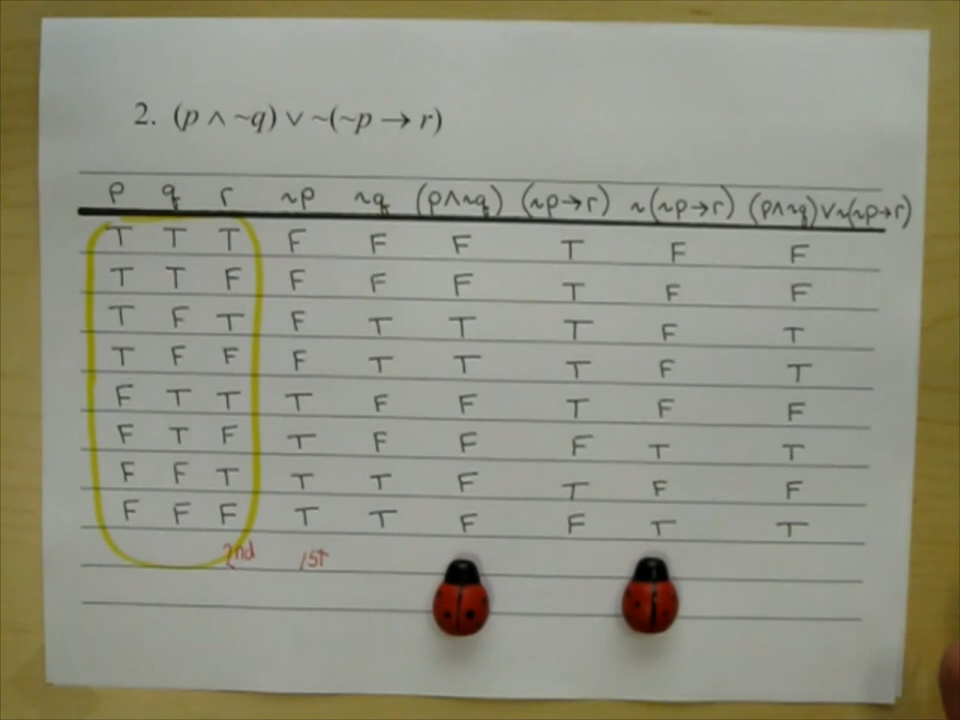 2. (p ∧ ~q) ∨ ~(~p → r)
p q r ~p ~q (p∧~q) (~p→r) ~(~p→r) (p∧~q)∨~(~p→r)
T T T F F F T F F
T T F F F F T F F
T F T F T T T F T
T F F F T T T F T
F T T T F F T F F
F T F T F F F T T
F F T T T F T F F
F F F T T F F T T
2nd 1st